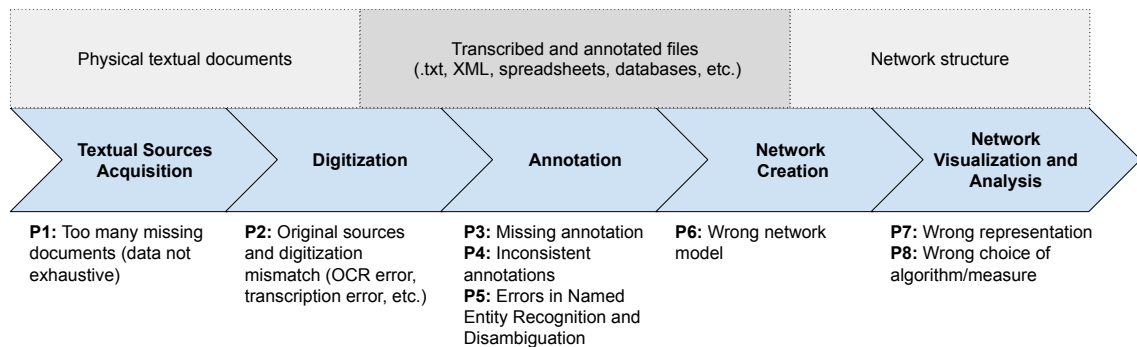 Physical textual documents
Transcribed and annotated files
(.txt, XML, spreadsheets, databases, etc.)
Network structure
Textual Sources
Acquisition
Digitization
Annotation
Network
Creation
Network
Visualization and
Analysis
P1: Too many missing
documents (data not
exhaustive)
P2: Original sources
and digitization
mismatch (OCR error,
transcription error, etc.)
P3: Missing annotation
P4: Inconsistent
annotations
P5: Errors in Named
Entity Recognition and
Disambiguation
P6: Wrong network
model
P7: Wrong representation
P8: Wrong choice of
algorithm/measure